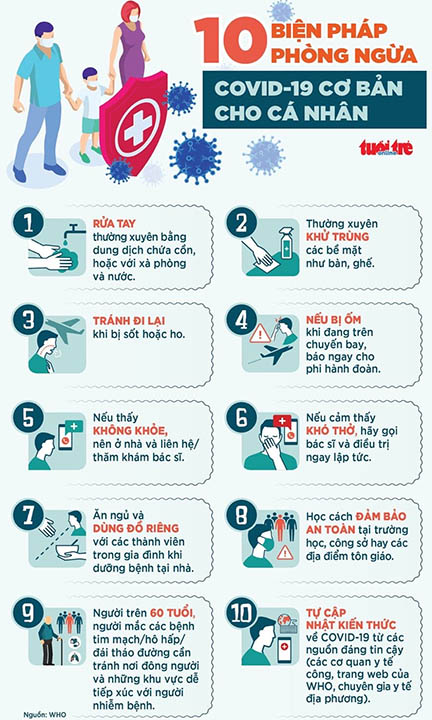 10 BIỆN PHÁP
PHÒNG NGỪA
COVID-19 CƠ BẢN
CHO CÁ NHÂN
tuổi trẻ
online
1
RỬA TAY
thường xuyên bằng
dung dịch chứa cồn,
hoặc với xà phòng
và nước.
2
Thường xuyên
KHỬ TRÙNG
các bề mặt
như bàn, ghế.
3
TRÁNH ĐI LẠI
khi bị sốt hoặc ho.
4
NẾU BỊ ỐM
khi đang trên
chuyến bay,
báo ngay cho
phi hành đoàn.
5
Nếu thấy
KHÔNG KHỎE,
nên ở nhà và liên hệ/
thăm khám bác sĩ.
6
Nếu cảm thấy
KHÓ THỞ, hãy gọi
bác sĩ và điều trị
ngay lập tức.
7
Ăn ngủ và
DÙNG ĐỒ RIÊNG
với các thành viên
trong gia đình khi
dưỡng bệnh tại nhà.
8
Học cách ĐẢM BẢO
AN TOÀN tại trường
học, công sở hay các
địa điểm tôn giáo.
9
Người trên 60 TUỔI,
người mắc các bệnh
tim mạch/hô hấp/
đái tháo đường cần
tránh nơi đông người
và những khu vực dễ
tiếp xúc với người
nhiễm bệnh.
10
TỰ CẬP
NHẬT KIẾN THỨC
về COVID-19 từ các
nguồn đáng tin cậy
(các cơ quan y tế
công, trang web của
WHO, chuyên gia y tế
địa phương).
Nguồn: WHO